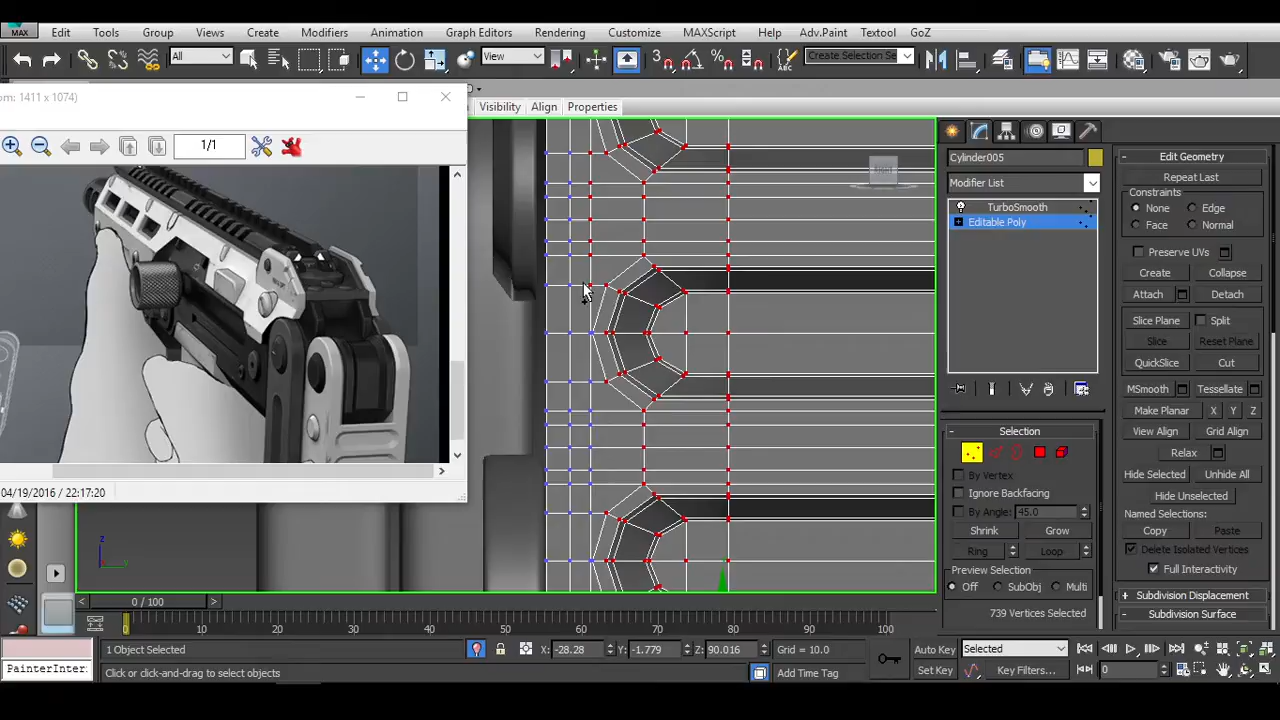 MAX Edit Tools Group Views Create Modifiers Animation Graph Editors Rendering Customize MAXScript Help Adv.Paint Textool GoZ
All View Create Selection Se
om: 1411 x 1074)
Visibility Align Properties
1/1
04/19/2016 / 22:17:20
z
Cylinder005
Modifier List
TurboSmooth
Editable Poly
Selection
By Vertex
Ignore Backfacing
By Angle: 45.0
Shrink Grow
Ring Loop
Preview Selection
Off SubObj Multi
739 Vertices Selected
Edit Geometry
Repeat Last
Constraints
None Edge
Face Normal
Preserve UVs
Create Collapse
Attach Detach
Slice Plane Split
Slice Reset Plane
QuickSlice Cut
MSmooth Tessellate
Make Planar X Y Z
View Align Grid Align
Relax
Hide Selected Unhide All
Hide Unselected
Named Selections:
Copy Paste
Delete Isolated Vertices
Full Interactivity
Subdivision Displacement
Subdivision Surface
0 / 100
0 10 20 30 40 50 60 70 80 90 100
1 Object Selected X: -28.28 Y: -1.779 Z: 90.016 Grid = 10.0 Auto Key Selected
PainterInter Click or click-and-drag to select objects Add Time Tag Set Key Key Filters... 0